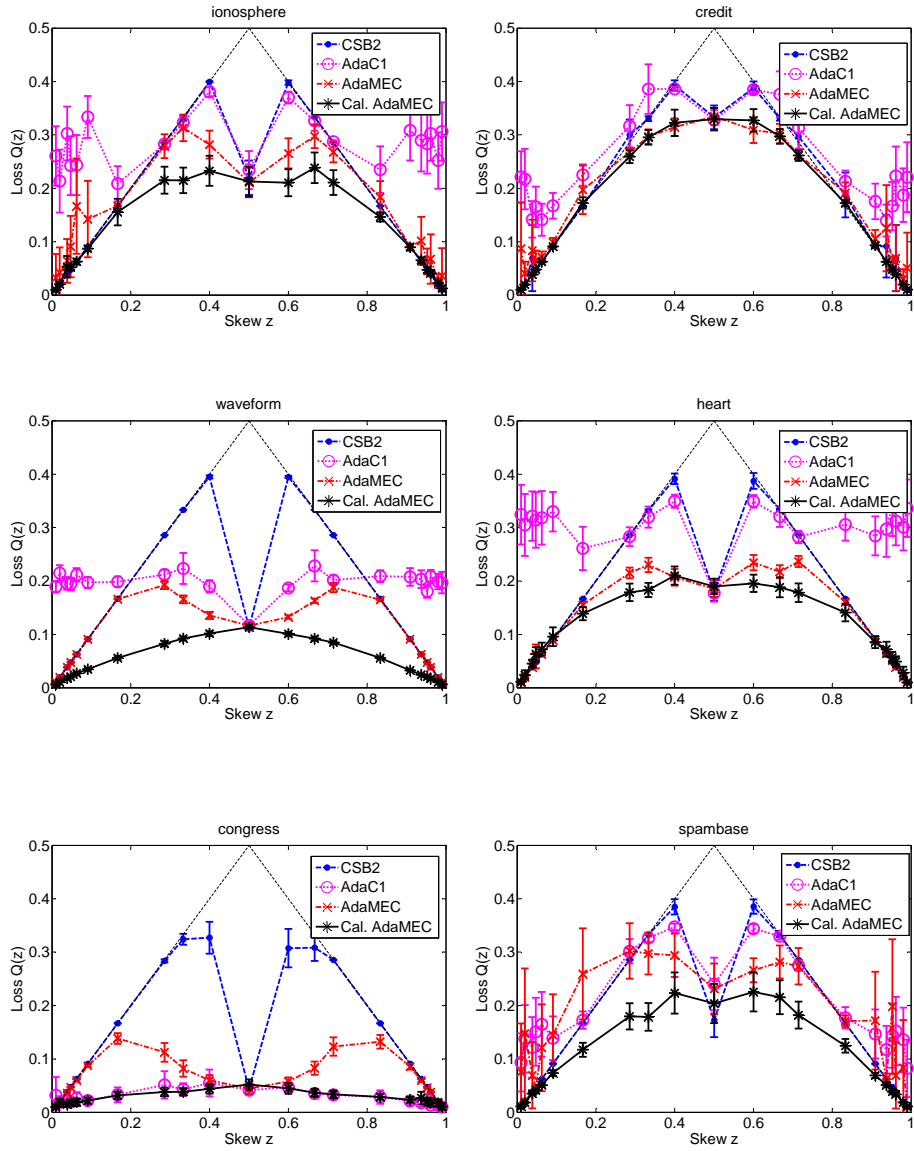 ionosphere
0.5
0.4
0.3
0.2
0.1
0
Loss Q(z)
0
0.2
0.4
0.6
0.8
1
Skew z
CSB2
AdaC1
AdaMEC
Cal. AdaMEC
credit
0.5
0.4
0.3
0.2
0.1
0
Loss Q(z)
0
0.2
0.4
0.6
0.8
1
Skew z
CSB2
AdaC1
AdaMEC
Cal. AdaMEC
waveform
0.5
0.4
0.3
0.2
0.1
0
Loss Q(z)
0
0.2
0.4
0.6
0.8
1
Skew z
CSB2
AdaC1
AdaMEC
Cal. AdaMEC
heart
0.5
0.4
0.3
0.2
0.1
0
Loss Q(z)
0
0.2
0.4
0.6
0.8
1
Skew z
CSB2
AdaC1
AdaMEC
Cal. AdaMEC
congress
0.5
0.4
0.3
0.2
0.1
0
Loss Q(z)
0
0.2
0.4
0.6
0.8
1
Skew z
CSB2
AdaC1
AdaMEC
Cal. AdaMEC
spambase
0.5
0.4
0.3
0.2
0.1
0
Loss Q(z)
0
0.2
0.4
0.6
0.8
1
Skew z
CSB2
AdaC1
AdaMEC
Cal. AdaMEC